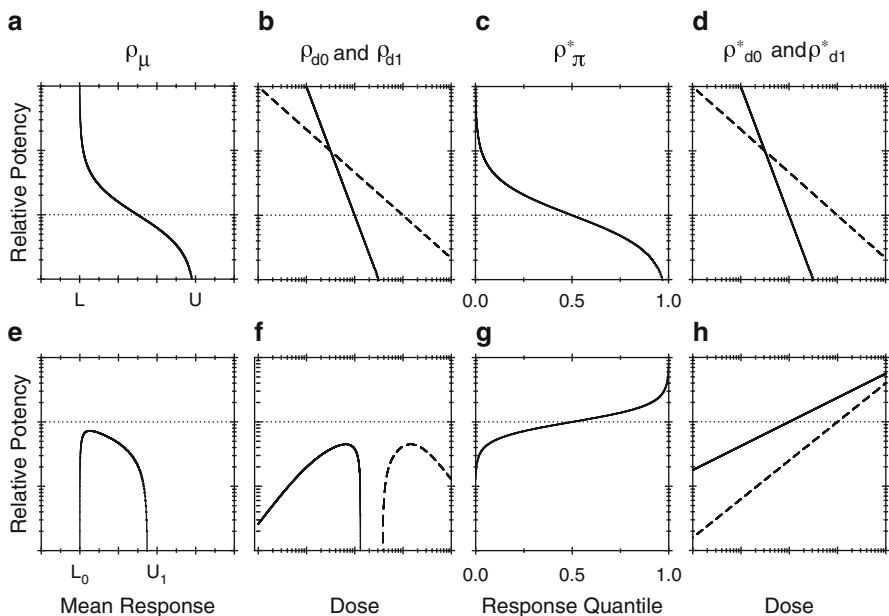 a b c d
ρμ ρd0 and ρd1 ρ*π ρ*d0 and ρ*d1
Relative Potency
L U 0.0 0.5 1.0
e f g h
Relative Potency
L0 U1 0.0 0.5 1.0
Mean Response Dose Response Quantile Dose